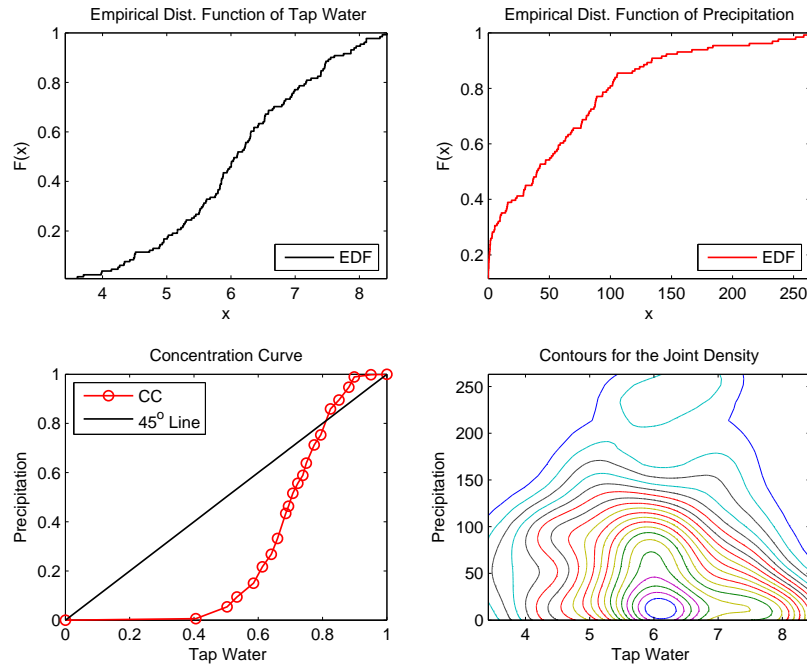 Empirical Dist. Function of Tap Water
1
0.8
0.6
0.4
0.2
F(x)
EDF
4 5 6 7 8
x
Empirical Dist. Function of Precipitation
1
0.8
0.6
0.4
0.2
F(x)
EDF
0 50 100 150 200 250
x
Concentration Curve
1
0.8
0.6
0.4
0.2
0
Precipitation
CC
45° Line
0 0.2 0.4 0.6 0.8 1
Tap Water
Contours for the Joint Density
250
200
150
100
50
0
Precipitation
4 5 6 7 8
Tap Water